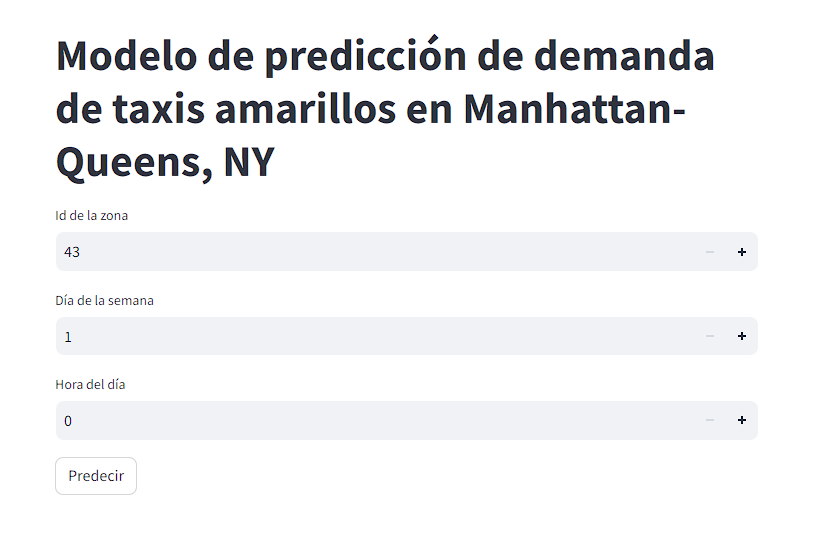 Modelo de predicción de demanda
de taxis amarillos en Manhattan-
Queens, NY
Id de la zona
43
Día de la semana
1
Hora del día
0
Predecir